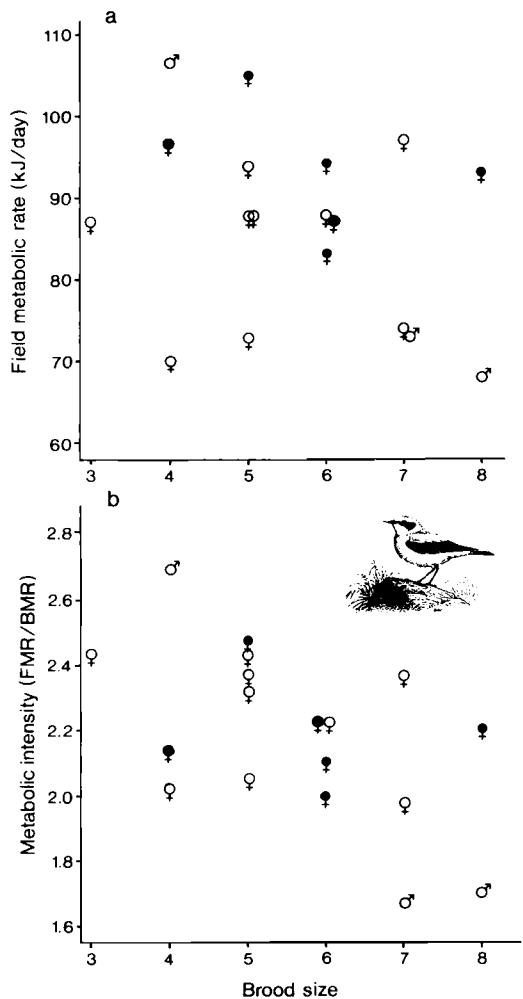 a
110
100
90
80
70
60
Field metabolic rate (kJ/day)
3 4 5 6 7 8
b
2.8
2.6
2.4
2.2
2.0
1.8
1.6
Metabolic intensity (FMR/BMR)
3 4 5 6 7 8
Brood size